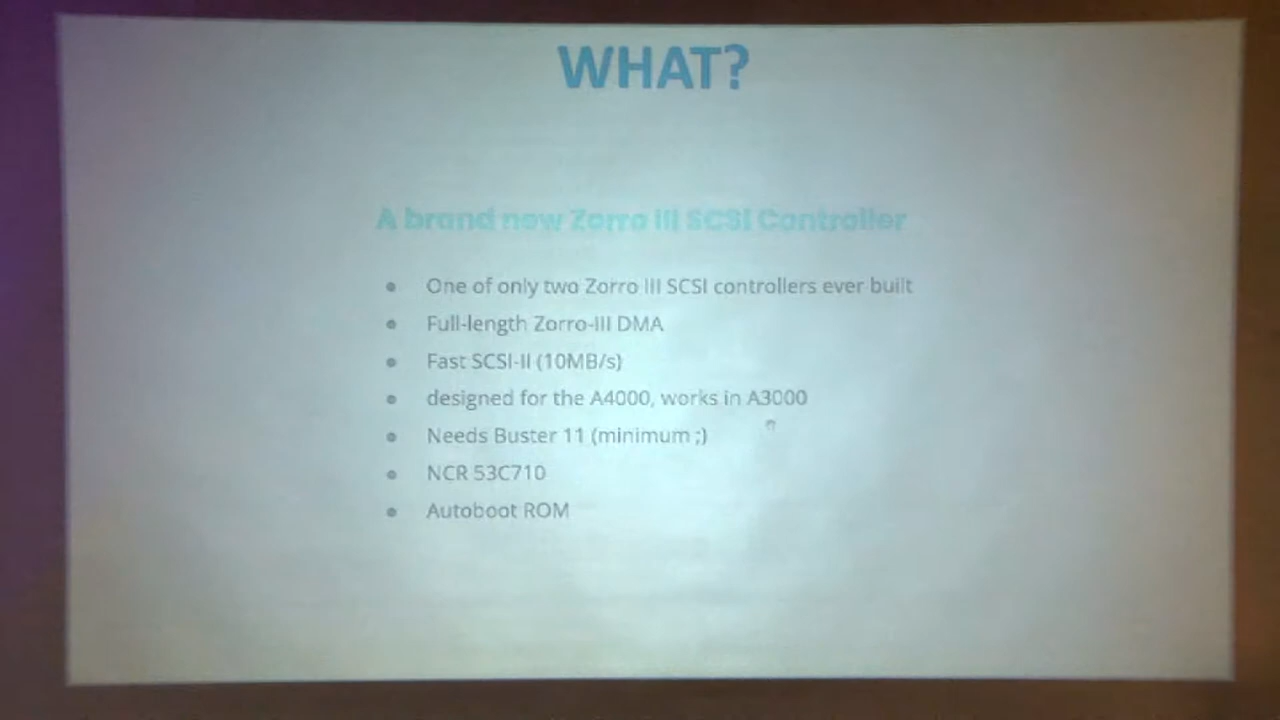 WHAT?
A brand new Zorro III SCSI Controller
• One of only two Zorro III SCSI controllers ever built
• Full-length Zorro-III DMA
• Fast SCSI-II (10MB/s)
• designed for the A4000, works in A3000
• Needs Buster 11 (minimum ;)
• NCR 53C710
• Autoboot ROM